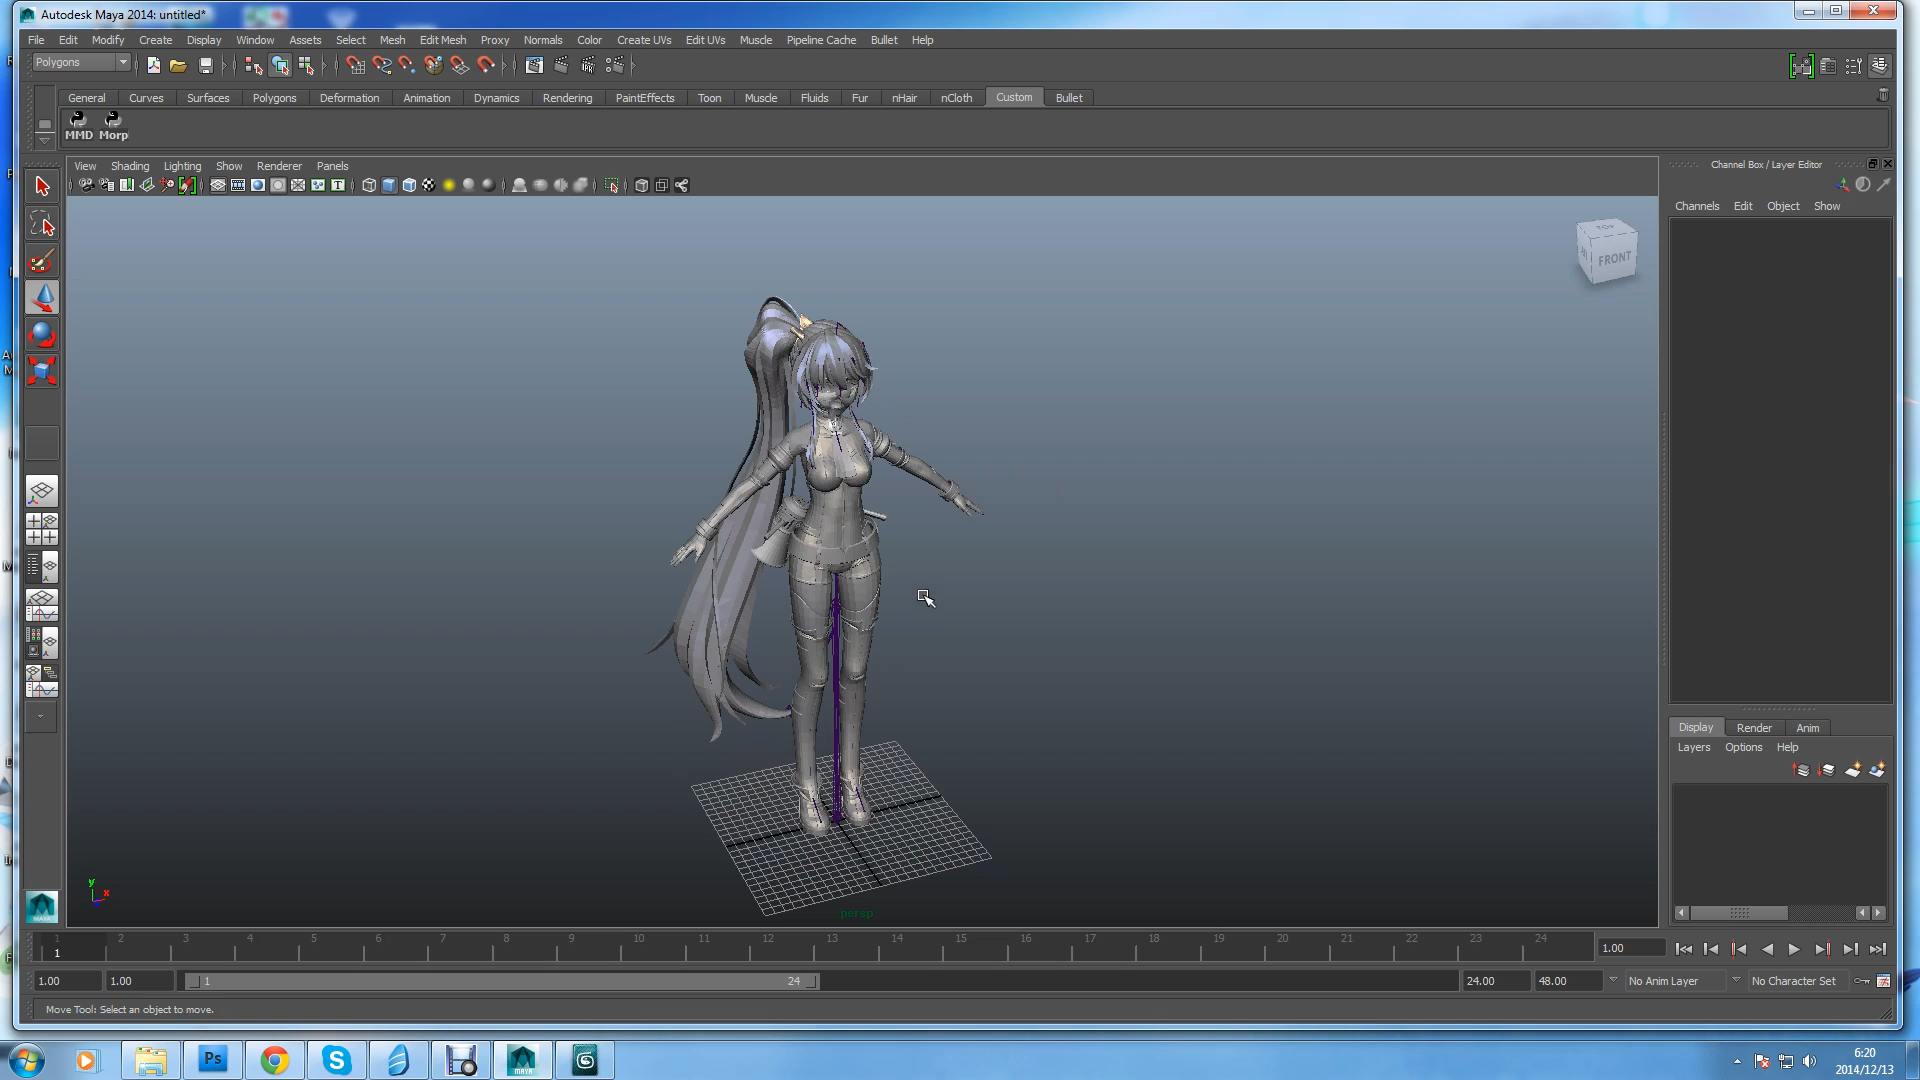 Autodesk Maya 2014: untitled*
File Edit Modify Create Display Window Assets Select Mesh Edit Mesh Proxy Normals Color Create UVs Edit UVs Muscle Pipeline Cache Bullet Help
Polygons
General Curves Surfaces Polygons Deformation Animation Dynamics Rendering PaintEffects Toon Muscle Fluids Fur nHair nCloth Custom Bullet
MMD Morp
View Shading Lighting Show Renderer Panels
Channel Box / Layer Editor
Channels Edit Object Show
TOP
FRONT
Display Render Anim
Layers Options Help
y
x
persp
MAYA
1 2 3 4 5 6 7 8 9 10 11 12 13 14 15 16 17 18 19 20 21 22 23 24
1
1.00
1.00 1.00 1 24 24.00 48.00 No Anim Layer No Character Set
Move Tool: Select an object to move.
Ps
MAYA
6:20
2014/12/13